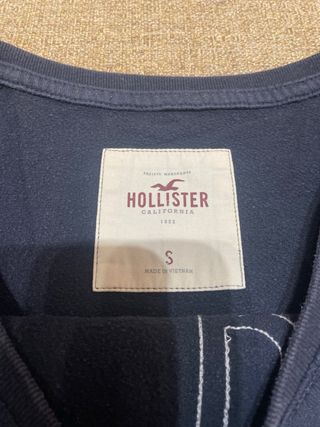 HOLLISTER
CALIFORNIA
1922
S
MADE IN VIETNAM